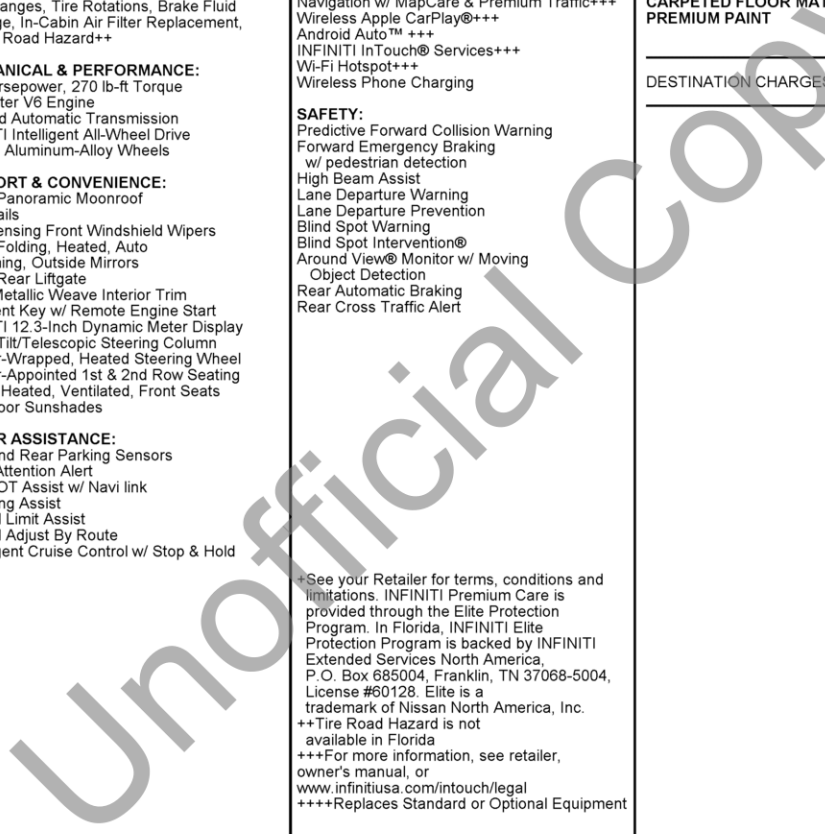 anges, Tire Rotations, Brake Fluid
e, In-Cabin Air Filter Replacement,
Road Hazard++
ANICAL & PERFORMANCE:
rsepower, 270 lb-ft Torque
ter V6 Engine
d Automatic Transmission
TI Intelligent All-Wheel Drive
Aluminum-Alloy Wheels
ORT & CONVENIENCE:
Panoramic Moonroof
ails
ensing Front Windshield Wipers
Folding, Heated, Auto
ning, Outside Mirrors
Rear Liftgate
Metallic Weave Interior Trim
ent Key w/ Remote Engine Start
TI 12.3-Inch Dynamic Meter Display
Tilt/Telescopic Steering Column
r-Wrapped, Heated Steering Wheel
r-Appointed 1st & 2nd Row Seating
Heated, Ventilated, Front Seats
oor Sunshades
R ASSISTANCE:
nd Rear Parking Sensors
Attention Alert
OT Assist w/ Navi link
ng Assist
d Limit Assist
d Adjust By Route
gent Cruise Control w/ Stop & Hold
Navigation w/ MapCare & Premium Traffic+++
Wireless Apple CarPlay®+++
Android Auto™ +++
INFINITI InTouch® Services+++
Wi-Fi Hotspot+++
Wireless Phone Charging
SAFETY:
Predictive Forward Collision Warning
Forward Emergency Braking
w/ pedestrian detection
High Beam Assist
Lane Departure Warning
Lane Departure Prevention
Blind Spot Warning
Blind Spot Intervention®
Around View® Monitor w/ Moving
Object Detection
Rear Automatic Braking
Rear Cross Traffic Alert
+See your Retailer for terms, conditions and
limitations. INFINITI Premium Care is
provided through the Elite Protection
Program. In Florida, INFINITI Elite
Protection Program is backed by INFINITI
Extended Services North America,
P.O. Box 685004, Franklin, TN 37068-5004,
License #60128. Elite is a
trademark of Nissan North America, Inc.
++Tire Road Hazard is not
available in Florida
+++For more information, see retailer,
owner's manual, or
www.infinitiusa.com/intouch/legal
++++Replaces Standard or Optional Equipment
CARPETED FLOOR MAT
PREMIUM PAINT
DESTINATION CHARGES
Unofficial Cop